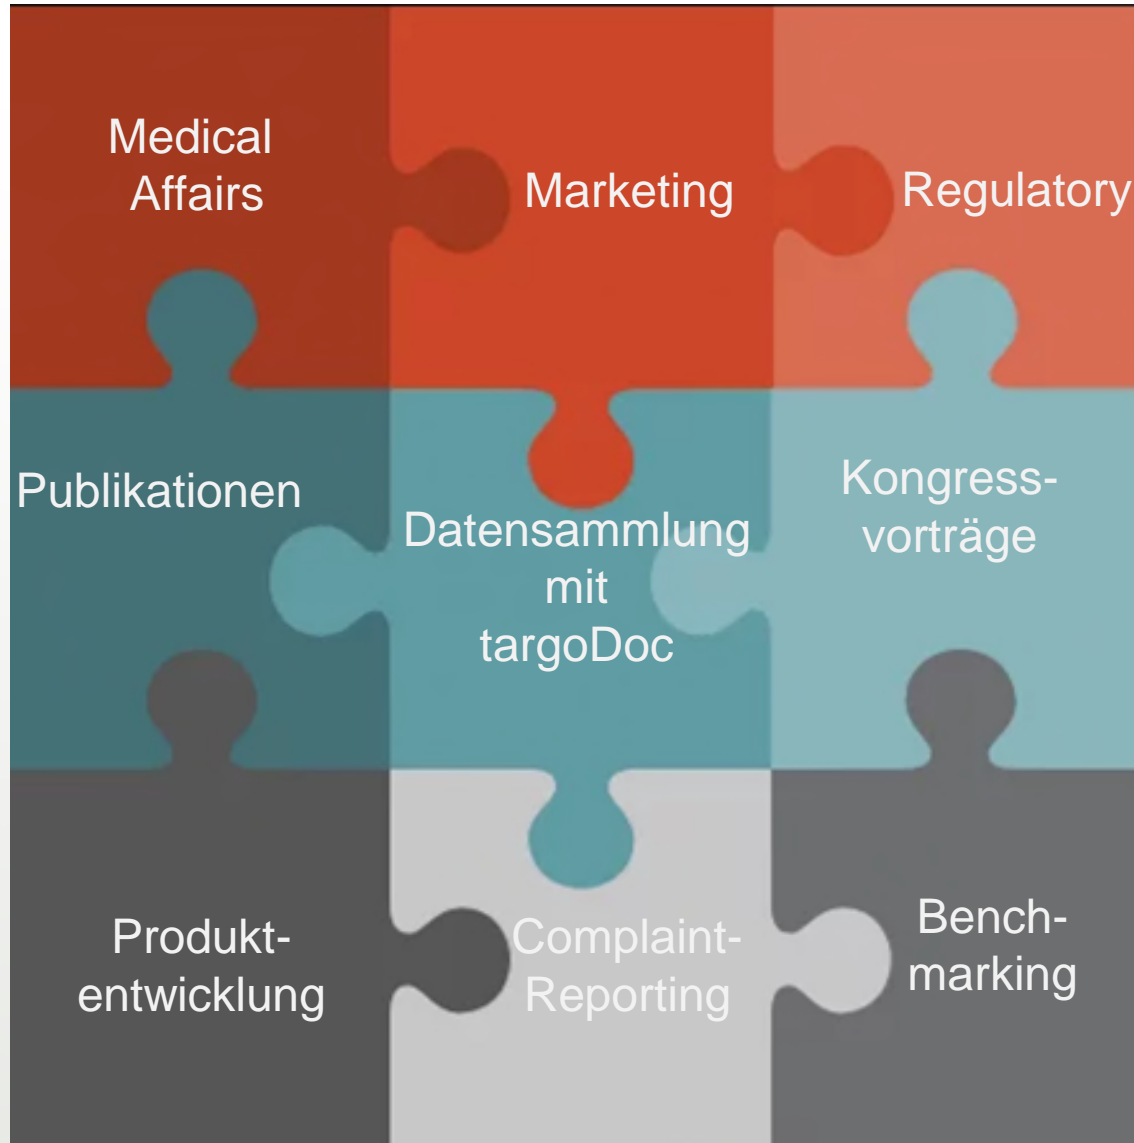 Medical
Affairs
Marketing
Regulatory
Publikationen
Datensammlung
mit
targoDoc
Kongress-
vorträge
Produkt-
entwicklung
Complaint-
Reporting
Bench-
marking